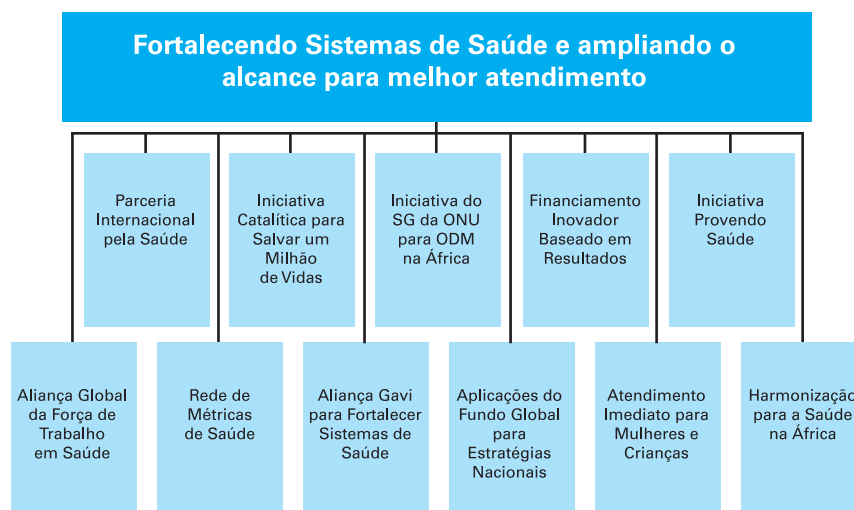 Fortalecendo Sistemas de Saúde e ampliando o
alcance para melhor atendimento
Parceria
Internacional
pela Saúde
Iniciativa
Catalítica para
Salvar um
Milhão
de Vidas
Iniciativa do
SG da ONU
para ODM
na África
Financiamento
Inovador
Baseado em
Resultados
Iniciativa
Provendo
Saúde
Aliança Global
da Força de
Trabalho
em Saúde
Rede de
Métricas
de Saúde
Aliança Gavi
para Fortalecer
Sistemas de
Saúde
Aplicações do
Fundo Global
para
Estratégias
Nacionais
Atendimento
Imediato para
Mulheres e
Crianças
Harmonização
para a Saúde
na África